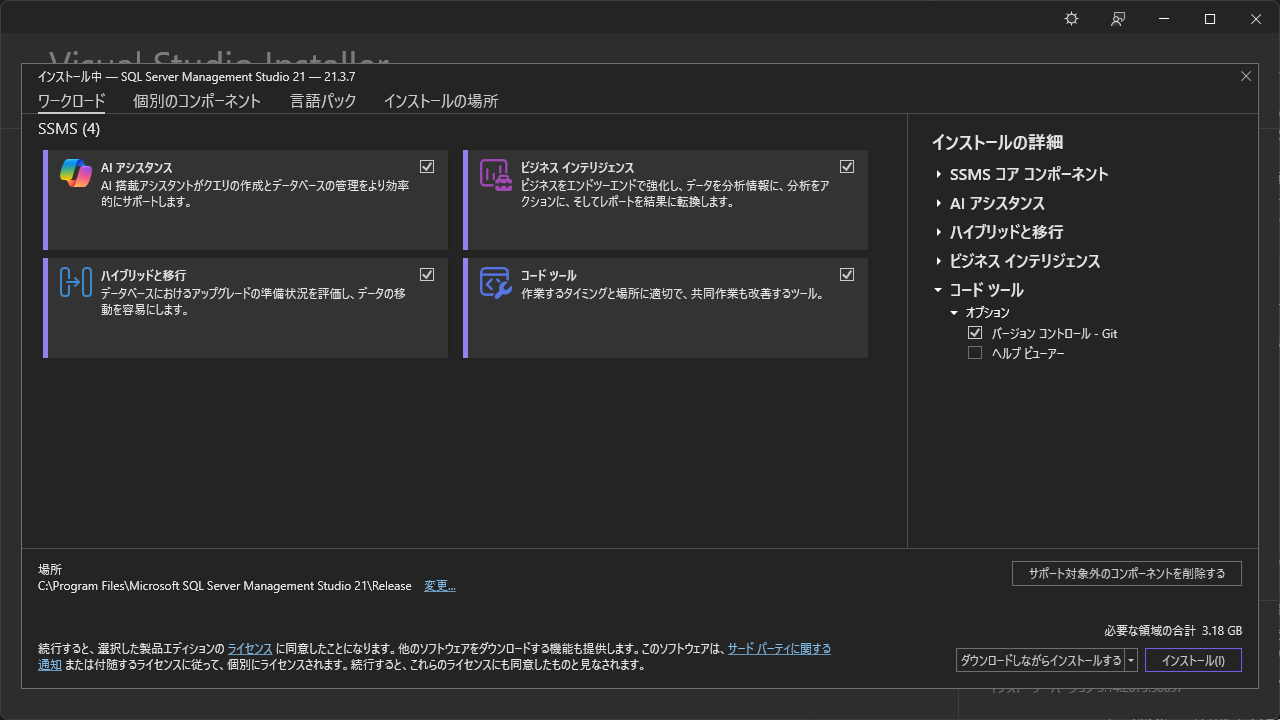 Visual Studio Installer
インストール中 — SQL Server Management Studio 21 — 21.3.7
ワークロード 個別のコンポーネント 言語パック インストールの場所
SSMS (4)
AI アシスタンス
AI 搭載アシスタントがクエリの作成とデータベースの管理をより効率
的にサポートします。
ビジネス インテリジェンス
ビジネスをエンドツーエンドで強化し、データを分析情報に、分析をア
クションに、そしてレポートを結果に転換します。
ハイブリッドと移行
データベースにおけるアップグレードの準備状況を評価し、データの移
動を容易にします。
コード ツール
作業するタイミングと場所に適切で、共同作業も改善するツール。
インストールの詳細
SSMS コア コンポーネント
AI アシスタンス
ハイブリッドと移行
ビジネス インテリジェンス
コード ツール
オプション
バージョン コントロール - Git
ヘルプ ビューアー
場所
C:\Program Files\Microsoft SQL Server Management Studio 21\Release 変更...
サポート対象外のコンポーネントを削除する
必要な領域の合計 3.18 GB
続行すると、選択した製品エディションの ライセンス に同意したことになります。他のソフトウェアをダウンロードする機能も提供します。このソフトウェアは、サード パーティに関する
通知 または付随するライセンスに従って、個別にライセンスされます。続行すると、これらのライセンスにも同意したものと見なされます。
ダウンロードしながらインストールする インストール(I)